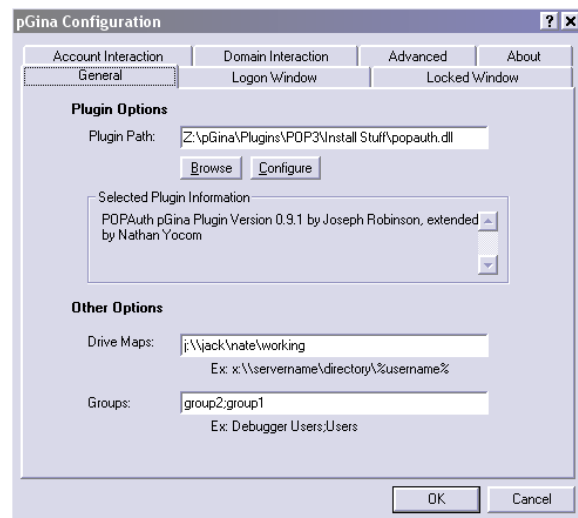 pGina Configuration
Account Interaction Domain Interaction Advanced About
General Logon Window Locked Window
Plugin Options
Plugin Path: Z:\pGina\Plugins\POP3\Install Stuff\popauth.dll
Browse Configure
Selected Plugin Information
POPAuth pGina Plugin Version 0.9.1 by Joseph Robinson, extended
by Nathan Yocom
Other Options
Drive Maps: j:\\jack\nate\working
Ex: x:\\servername\directory\%username%
Groups: group2;group1
Ex: Debugger Users;Users
OK Cancel